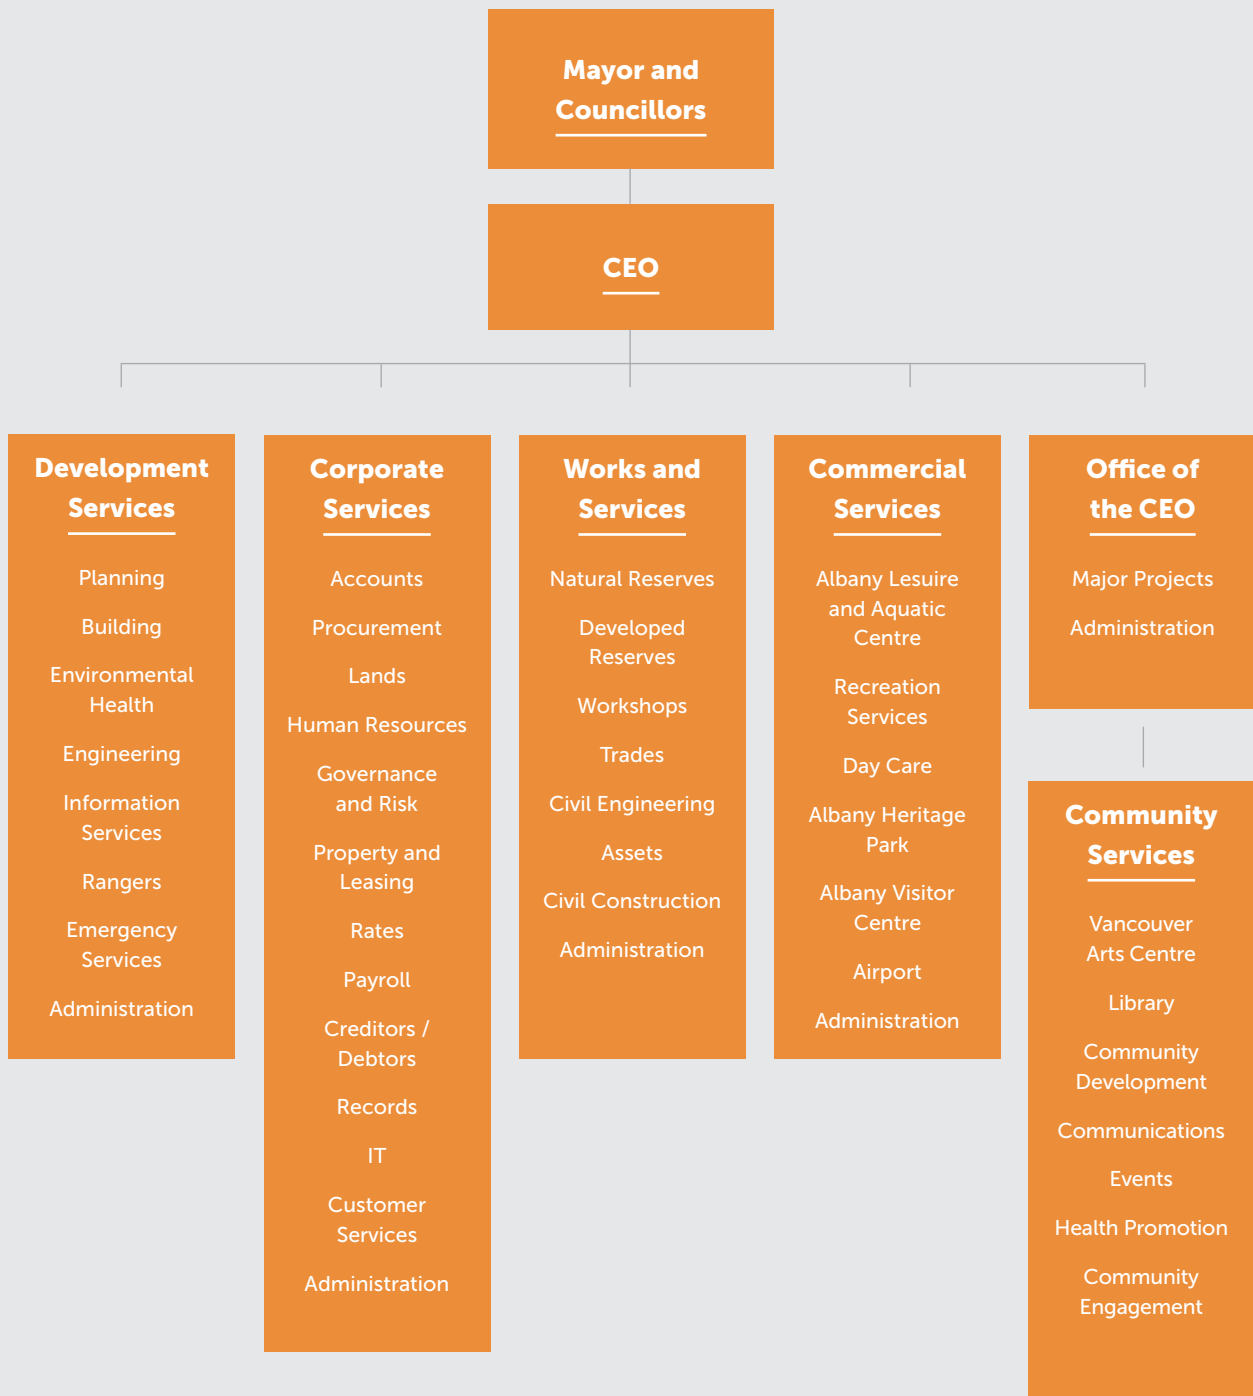 Mayor and
Councillors
CEO
Development
Services
Planning
Building
Environmental
Health
Engineering
Information
Services
Rangers
Emergency
Services
Administration
Corporate
Services
Accounts
Procurement
Lands
Human Resources
Governance
and Risk
Property and
Leasing
Rates
Payroll
Creditors /
Debtors
Records
IT
Customer
Services
Administration
Works and
Services
Natural Reserves
Developed
Reserves
Workshops
Trades
Civil Engineering
Assets
Civil Construction
Administration
Commercial
Services
Albany Lesuire
and Aquatic
Centre
Recreation
Services
Day Care
Albany Heritage
Park
Albany Visitor
Centre
Airport
Administration
Office of
the CEO
Major Projects
Administration
Community
Services
Vancouver
Arts Centre
Library
Community
Development
Communications
Events
Health Promotion
Community
Engagement